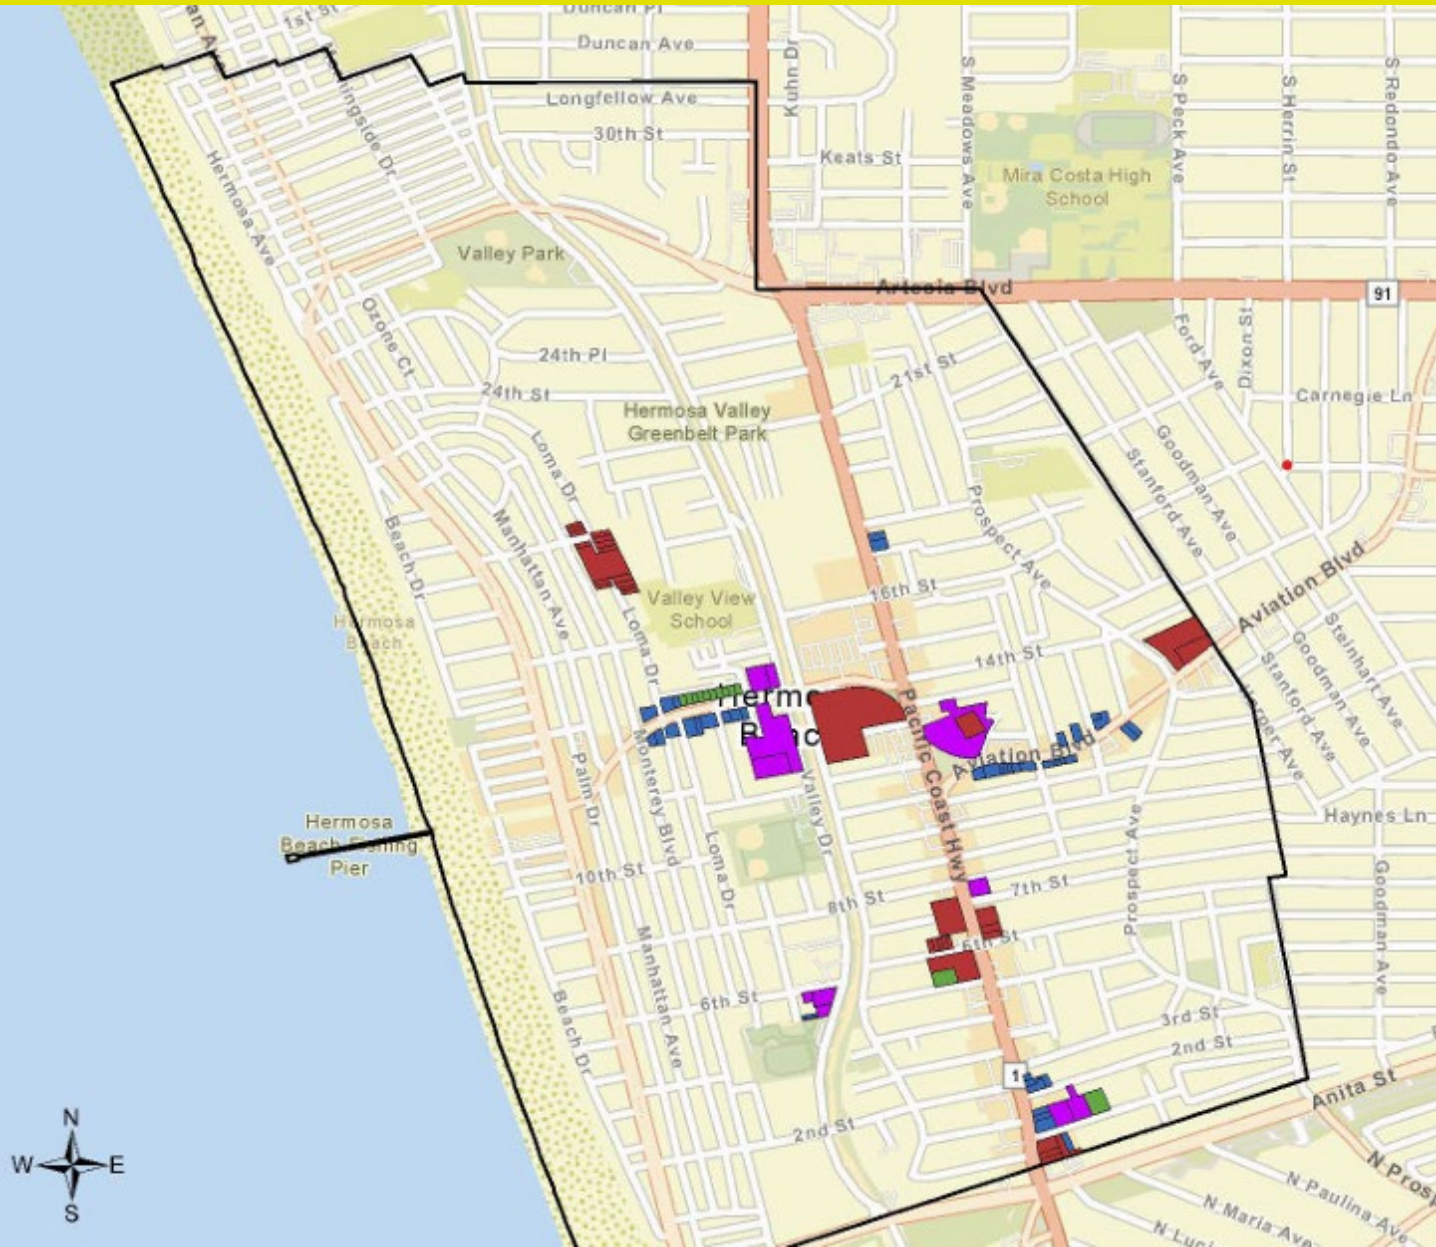 1st St
Duncan Pl
Duncan Ave
Longfellow Ave
30th St
Kuhn Dr
Keats St
S Meadows Ave
Mira Costa High
School
S Peck Ave
S Herrin St
S Redondo Ave
Hermosa Ave
Valley Park
Artesia Blvd
91
Ozone Ct
24th Pl
24th St
21st St
Ford Ave
Dixon St
Carnegie Ln
Hermosa Valley
Greenbelt Park
Loma Dr
Goodman Ave
Stanford Ave
Prospect Ave
Beach Dr
Manhattan Ave
16th St
Valley View
School
Aviation Blvd
Hermosa
Beach
Loma Dr
14th St
Steinhart Ave
Goodman Ave
Stanford Ave
Harper Ave
Pacific Coast Hwy
Aviation Blvd
Palm Dr
Monterey Blvd
Valley Dr
Hermosa
Beach Fishing
Pier
Loma Dr
Prospect Ave
Haynes Ln
10th St
8th St
7th St
Goodman Ave
Manhattan Ave
6th St
6th St
Beach Dr
3rd St
2nd St
1
2nd St
Anita St
N
W E
S
N Paulina Ave
N Maria Ave